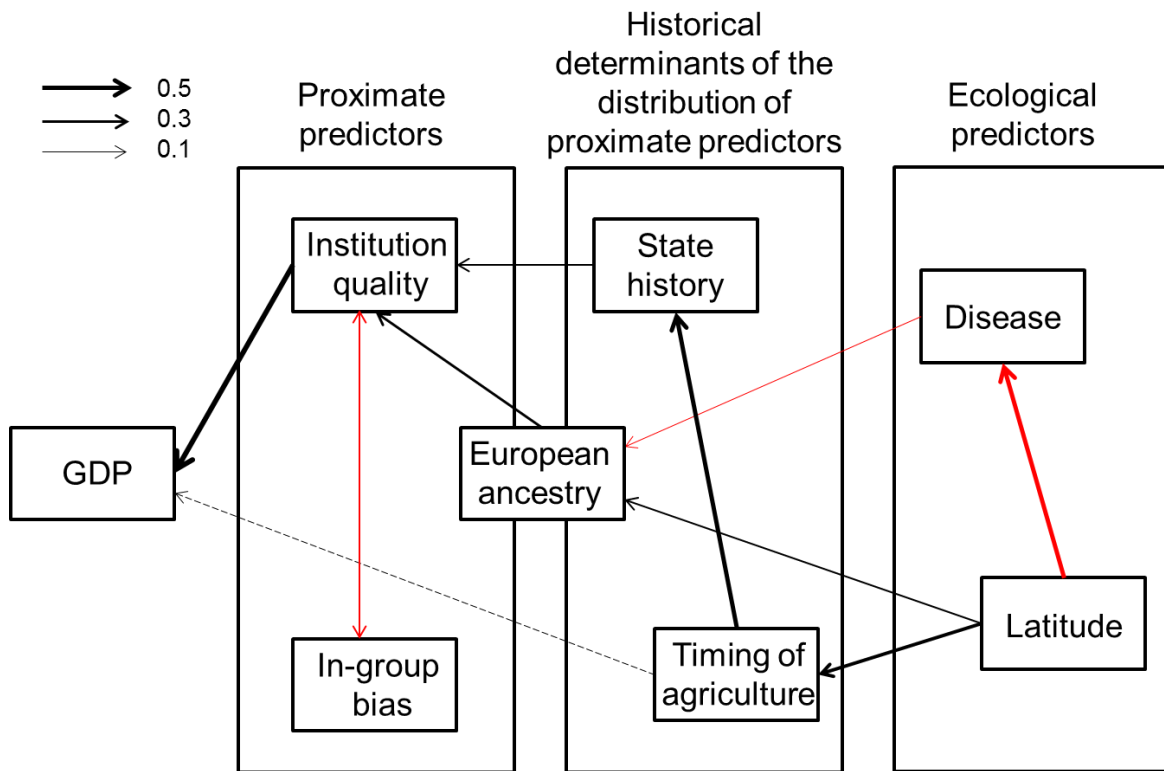 0.5
0.3
0.1
Proximate
predictors
Historical
determinants of the
distribution of
proximate predictors
Ecological
predictors
Institution
quality
State
history
Disease
GDP
European
ancestry
In-group
bias
Timing of
agriculture
Latitude